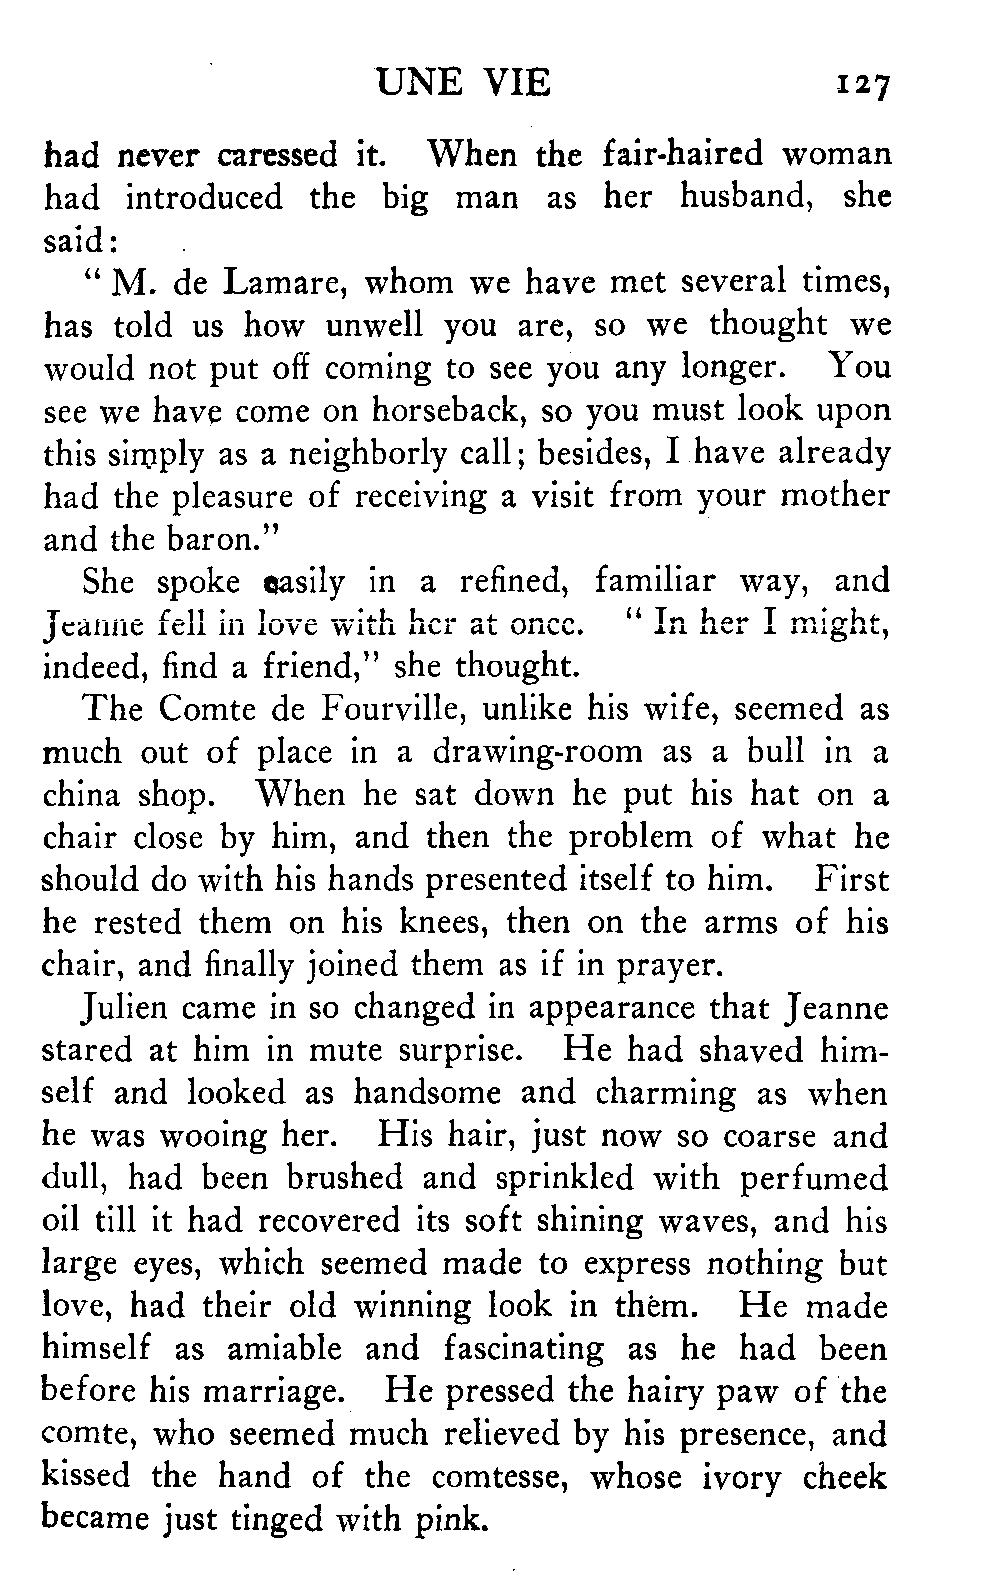 UNE VIE 127
had never caressed it. When the fair-haired woman
had introduced the big man as her husband, she
said:
" M. de Lamare, whom we have met several times,
has told us how unwell you are, so we thought we
would not put off coming to see you any longer. You
see we have come on horseback, so you must look upon
this simply as a neighborly call; besides, I have already
had the pleasure of receiving a visit from your mother
and the baron."
She spoke easily in a refined, familiar way, and
Jeanne fell in love with her at once. " In her I might,
indeed, find a friend," she thought.
The Comte de Fourville, unlike his wife, seemed as
much out of place in a drawing-room as a bull in a
china shop. When he sat down he put his hat on a
chair close by him, and then the problem of what he
should do with his hands presented itself to him. First
he rested them on his knees, then on the arms of his
chair, and finally joined them as if in prayer.
Julien came in so changed in appearance that Jeanne
stared at him in mute surprise. He had shaved him-
self and looked as handsome and charming as when
he was wooing her. His hair, just now so coarse and
dull, had been brushed and sprinkled with perfumed
oil till it had recovered its soft shining waves, and his
large eyes, which seemed made to express nothing but
love, had their old winning look in them. He made
himself as amiable and fascinating as he had been
before his marriage. He pressed the hairy paw of the
comte, who seemed much relieved by his presence, and
kissed the hand of the comtesse, whose ivory cheek
became just tinged with pink.